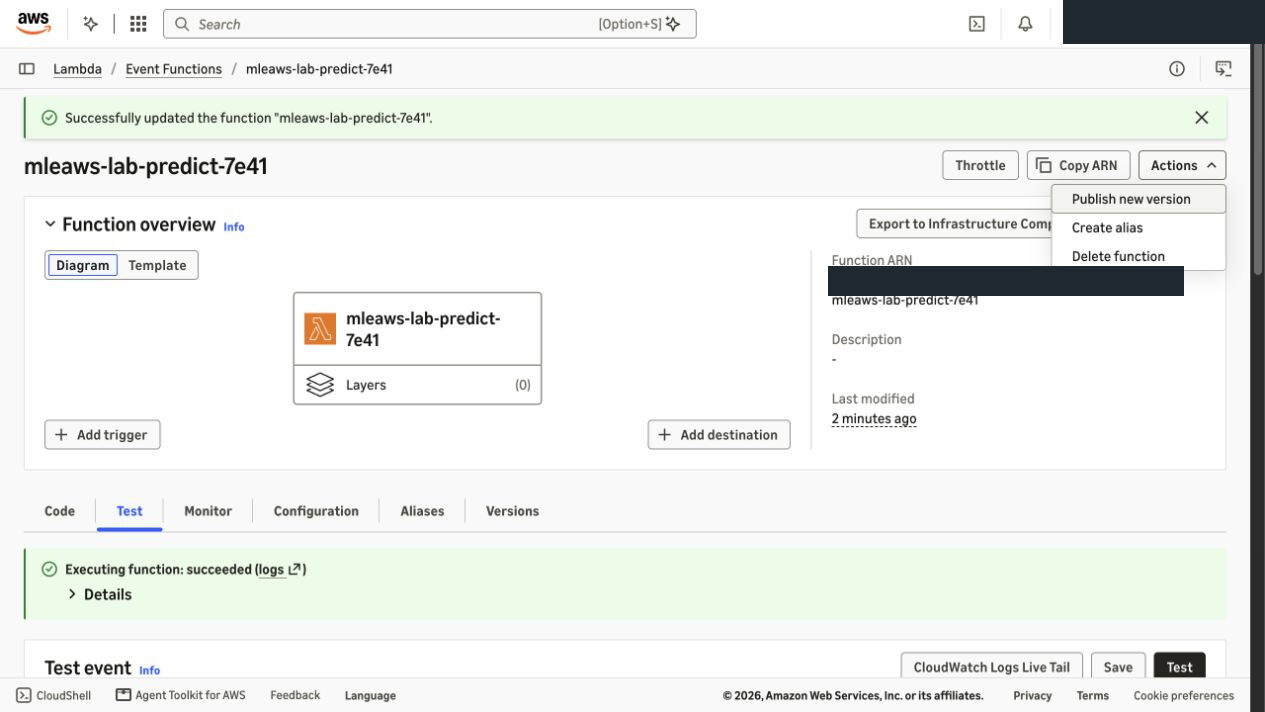 aws
Search [Option+S]
Lambda / Event Functions / mleaws-lab-predict-7e41
Successfully updated the function "mleaws-lab-predict-7e41".
mleaws-lab-predict-7e41
Throttle Copy ARN Actions
Publish new version
Create alias
Delete function
Function overview Info
Export to Infrastructure Comp
Diagram Template
Function ARN
mleaws-lab-predict-7e41
mleaws-lab-predict-
7e41
Layers (0)
Description
-
Last modified
2 minutes ago
+ Add trigger
+ Add destination
Code Test Monitor Configuration Aliases Versions
Executing function: succeeded (logs)
Details
Test event Info
CloudWatch Logs Live Tail Save Test
CloudShell Agent Toolkit for AWS Feedback Language © 2026, Amazon Web Services, Inc. or its affiliates. Privacy Terms Cookie preferences